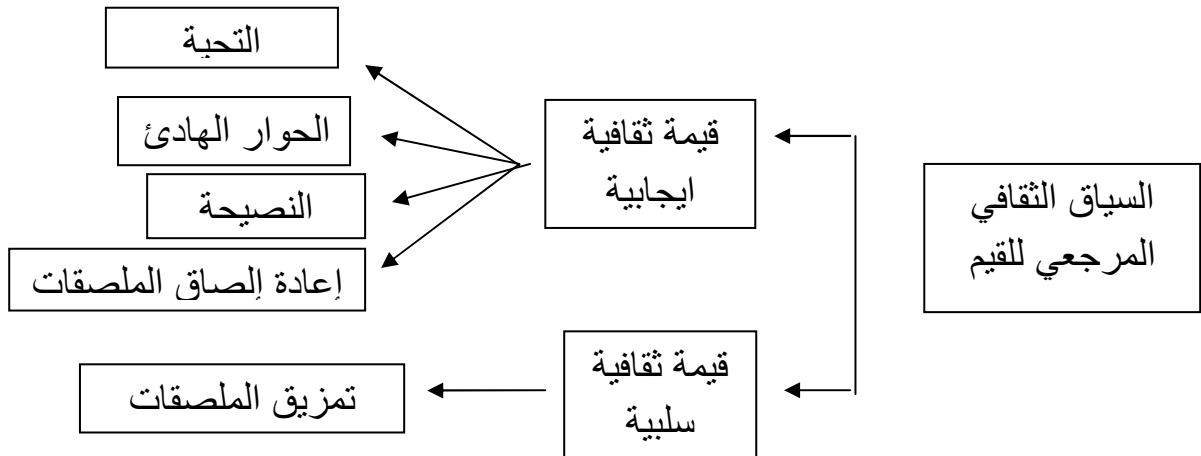 السياق الثقافي
المرجعي للقيم
قيمة ثقافية
ايجابية
التحية
الحوار الهادئ
النصيحة
إعادة إلصاق الملصقات
قيمة ثقافية
سلبية
تمزيق الملصقات